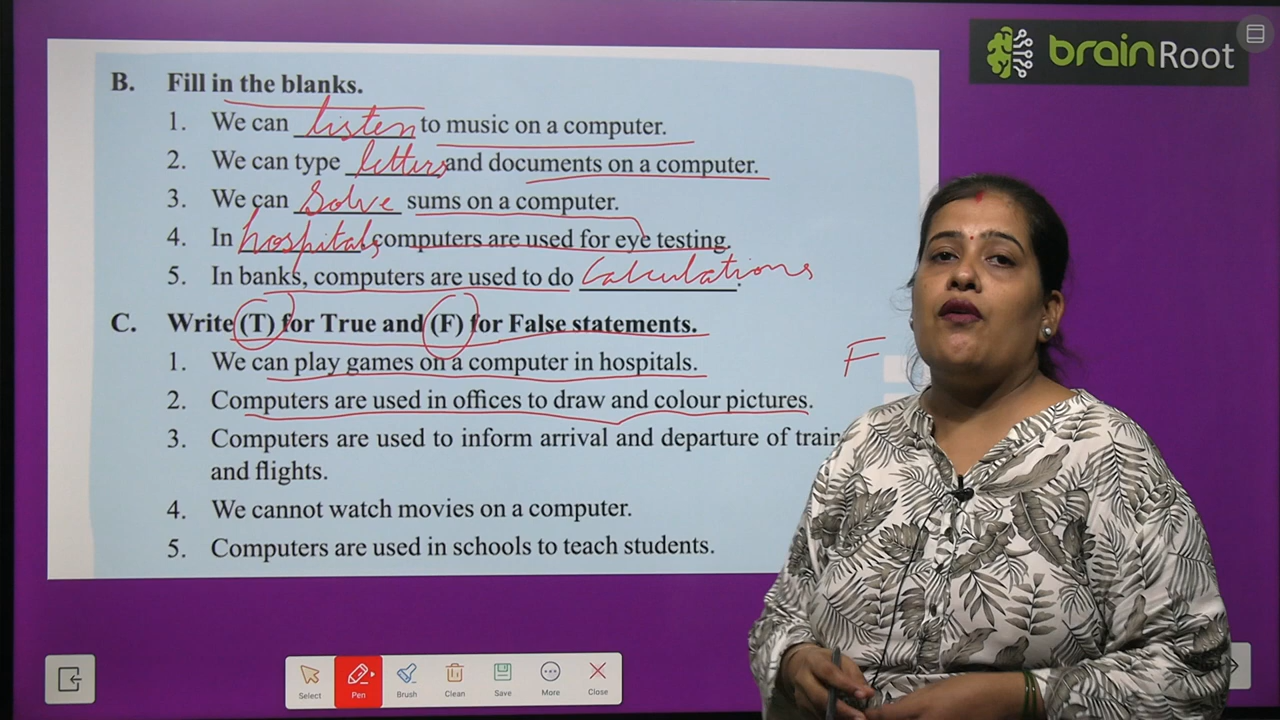 brainRoot
B. Fill in the blanks.
1. We can listen to music on a computer.
2. We can type letters and documents on a computer.
3. We can Solve sums on a computer.
4. In hospitals, computers are used for eye testing.
5. In banks, computers are used to do Calculations.
C. Write (T) for True and (F) for False statements.
1. We can play games on a computer in hospitals. F
2. Computers are used in offices to draw and colour pictures.
3. Computers are used to inform arrival and departure of train
and flights.
4. We cannot watch movies on a computer.
5. Computers are used in schools to teach students.
Select Pen Brush Clean Save More Close